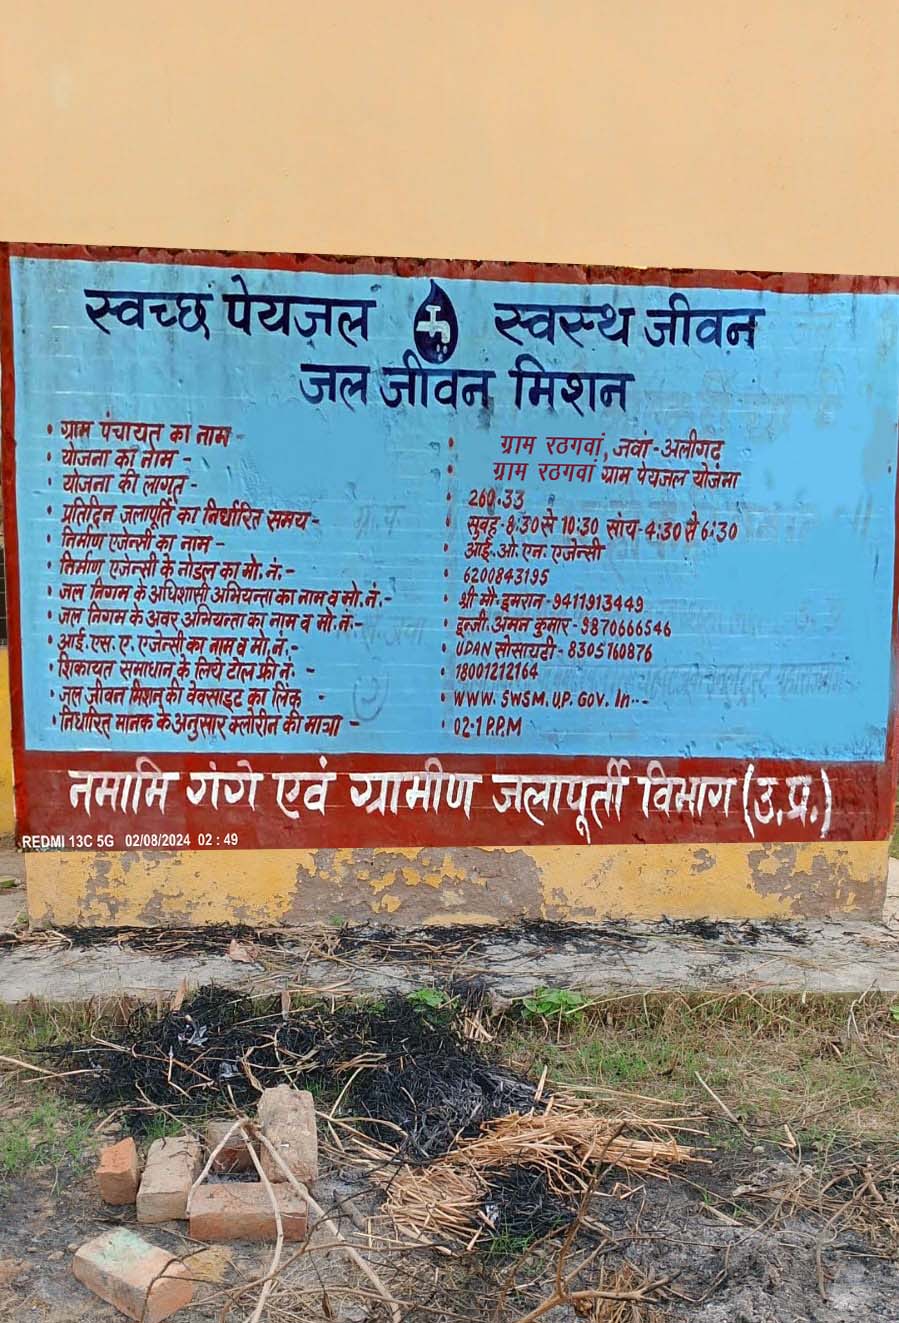 स्वच्छ पेयजल स्वस्थ जीवन
जल जीवन मिशन
• ग्राम पंचायत का नाम - • ग्राम रठगवां, जवां-अलीगढ़
• योजना का नाम - • ग्राम रठगवां ग्राम पेयजल योजना
• योजना की लागत - • 260.33
• प्रतिदिन जलापूर्ति का निर्धारित समय - • सुवह-8:30 से 10:30 सांय-4:30 से 6:30
• निर्माण एजेन्सी का नाम - • आई.ओ.एन. एजेन्सी
• निर्माण एजेन्सी के नोडल का मो.नं.- • 6200843195
• जल निगम के अधिशासी अभियन्ता का नाम व मो.नं.- • श्री मौ-इमरान-9411913449
• जल निगम के अवर अभियन्ता का नाम व मो.नं.- • इन्जी. अमन कुमार-9870666546
• आई.एस.ए. एजेन्सी का नाम व मो.नं.- • UDAN सोसायटी-8305160876
• शिकायत समाधान के लिये टोल फ्री नं.- • 18001212164
• जल जीवन मिशन की वेवसाइट का लिंक - • WWW.SWSM.UP.GOV.In--
• निर्धारित मानक के अनुसार क्लोरीन की मात्रा - • 02-1 P.P.M
नमामि गंगे एवं ग्रामीण जलापूर्ती विभाग (उ.प्र.)
REDMI 13C 5G 02/08/2024 02:49